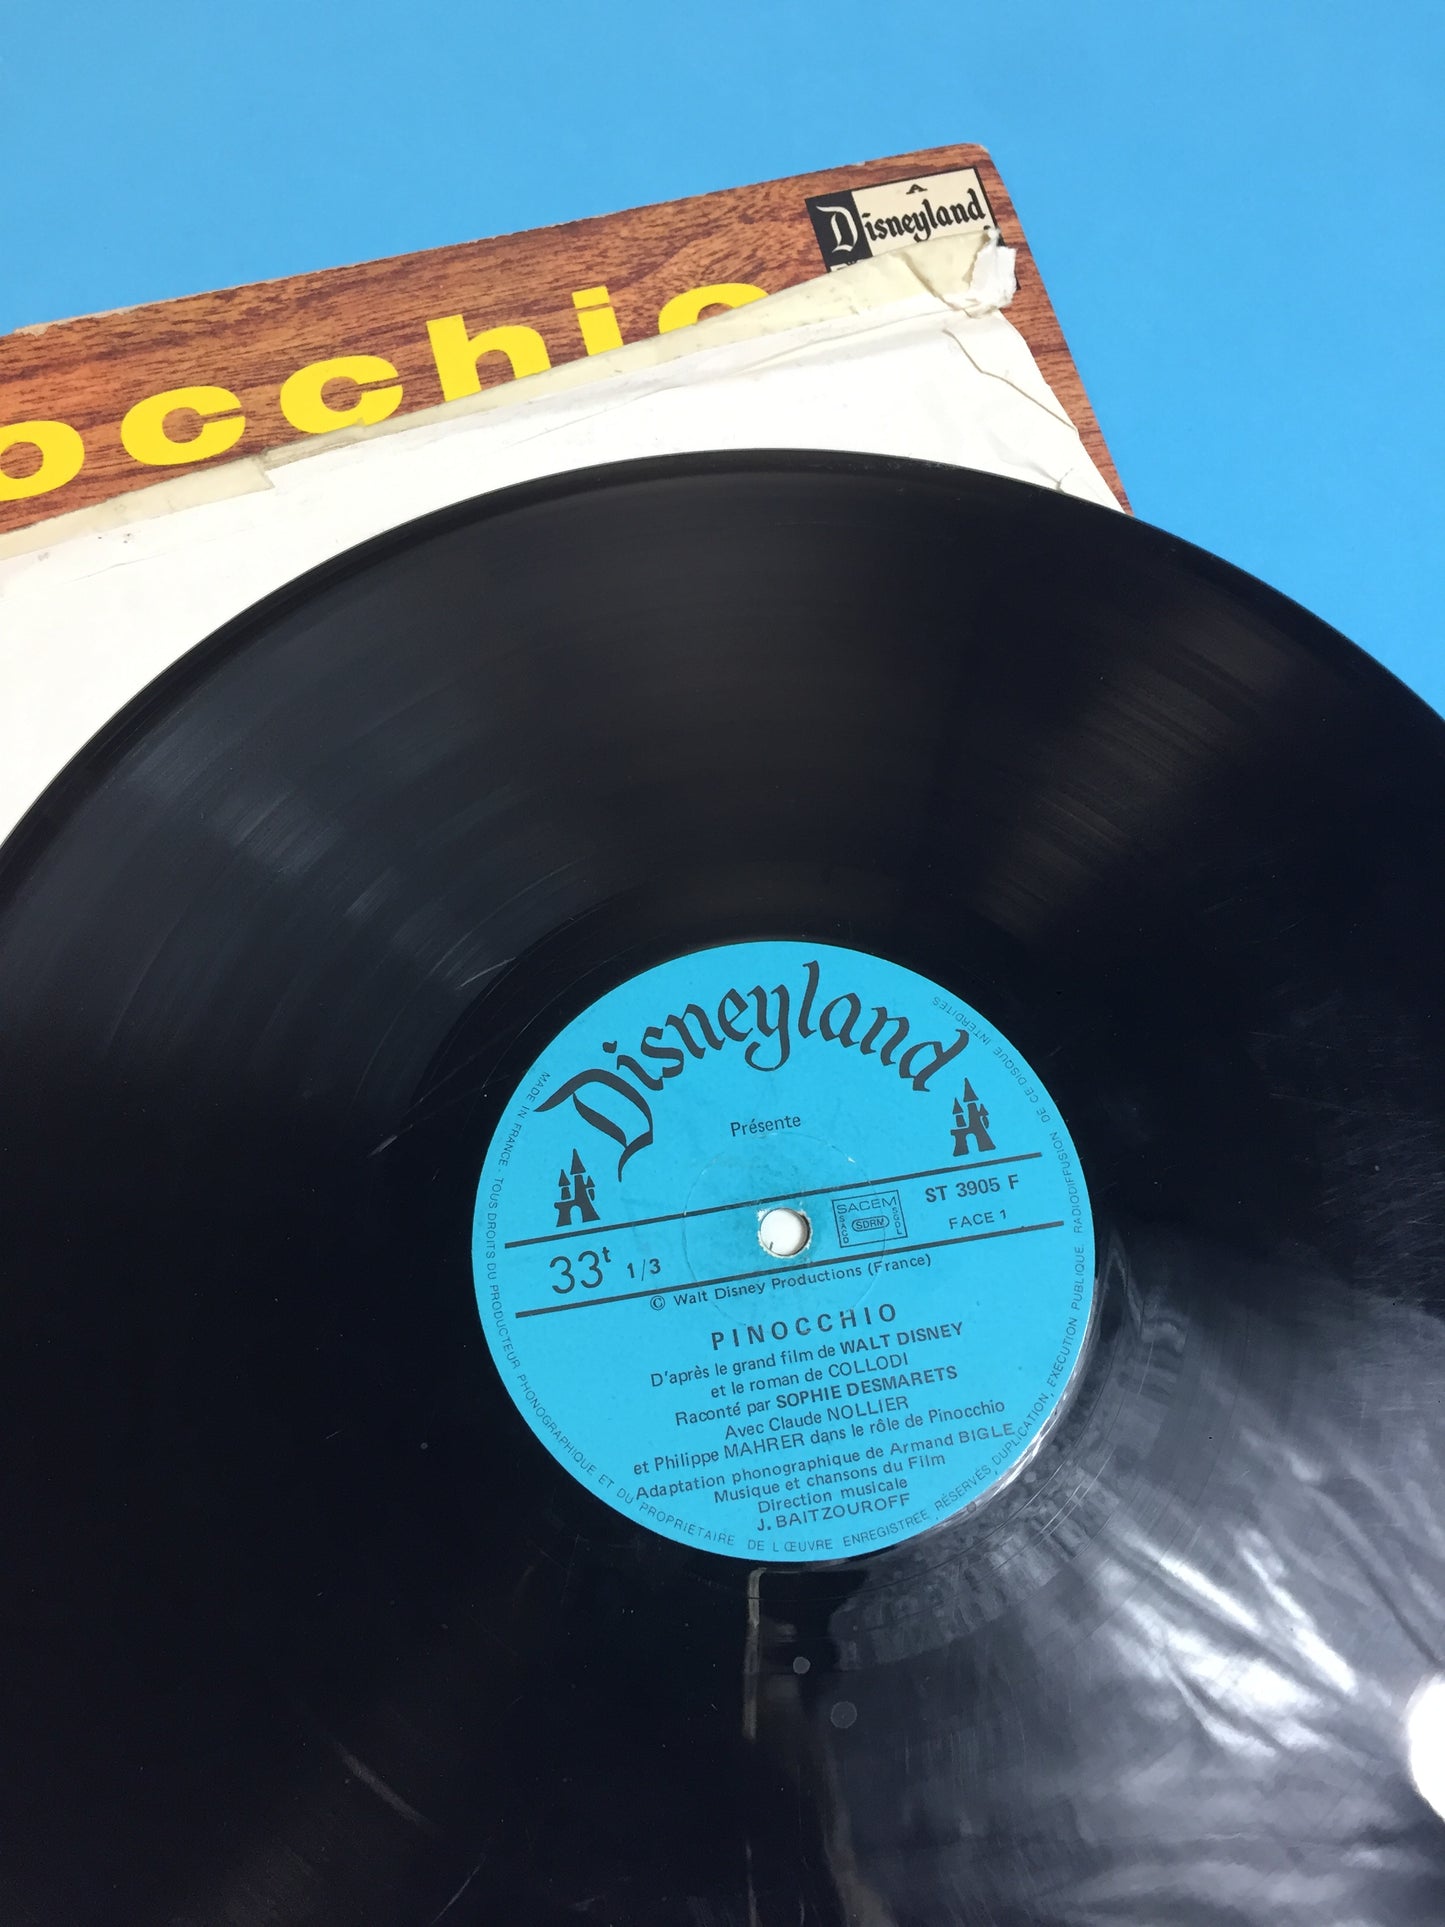 Disneyland
occhio
Disneyland
Présente
SACEM
SACD
SDRM
SGDL
ST 3905 F
FACE 1
33t 1/3
© Walt Disney Productions (France)
PINOCCHIO
D'après le grand film de WALT DISNEY
et le roman de COLLODI
Raconté par SOPHIE DESMARETS
Avec Claude NOLLIER
et Philippe MAHRER dans le rôle de Pinocchio
Adaptation phonographique de Armand BIGLE
Musique et chansons du Film
Direction musicale
J. BAITZOUROFF
MADE IN FRANCE - TOUS DROITS DU PRODUCTEUR PHONOGRAPHIQUE ET DU PROPRIETAIRE DE L'ŒUVRE ENREGISTREE RÉSERVÉS, DUPLICATION, EXECUTION PUBLIQUE, RADIODIFFUSION DE CE DISQUE INTERDITES